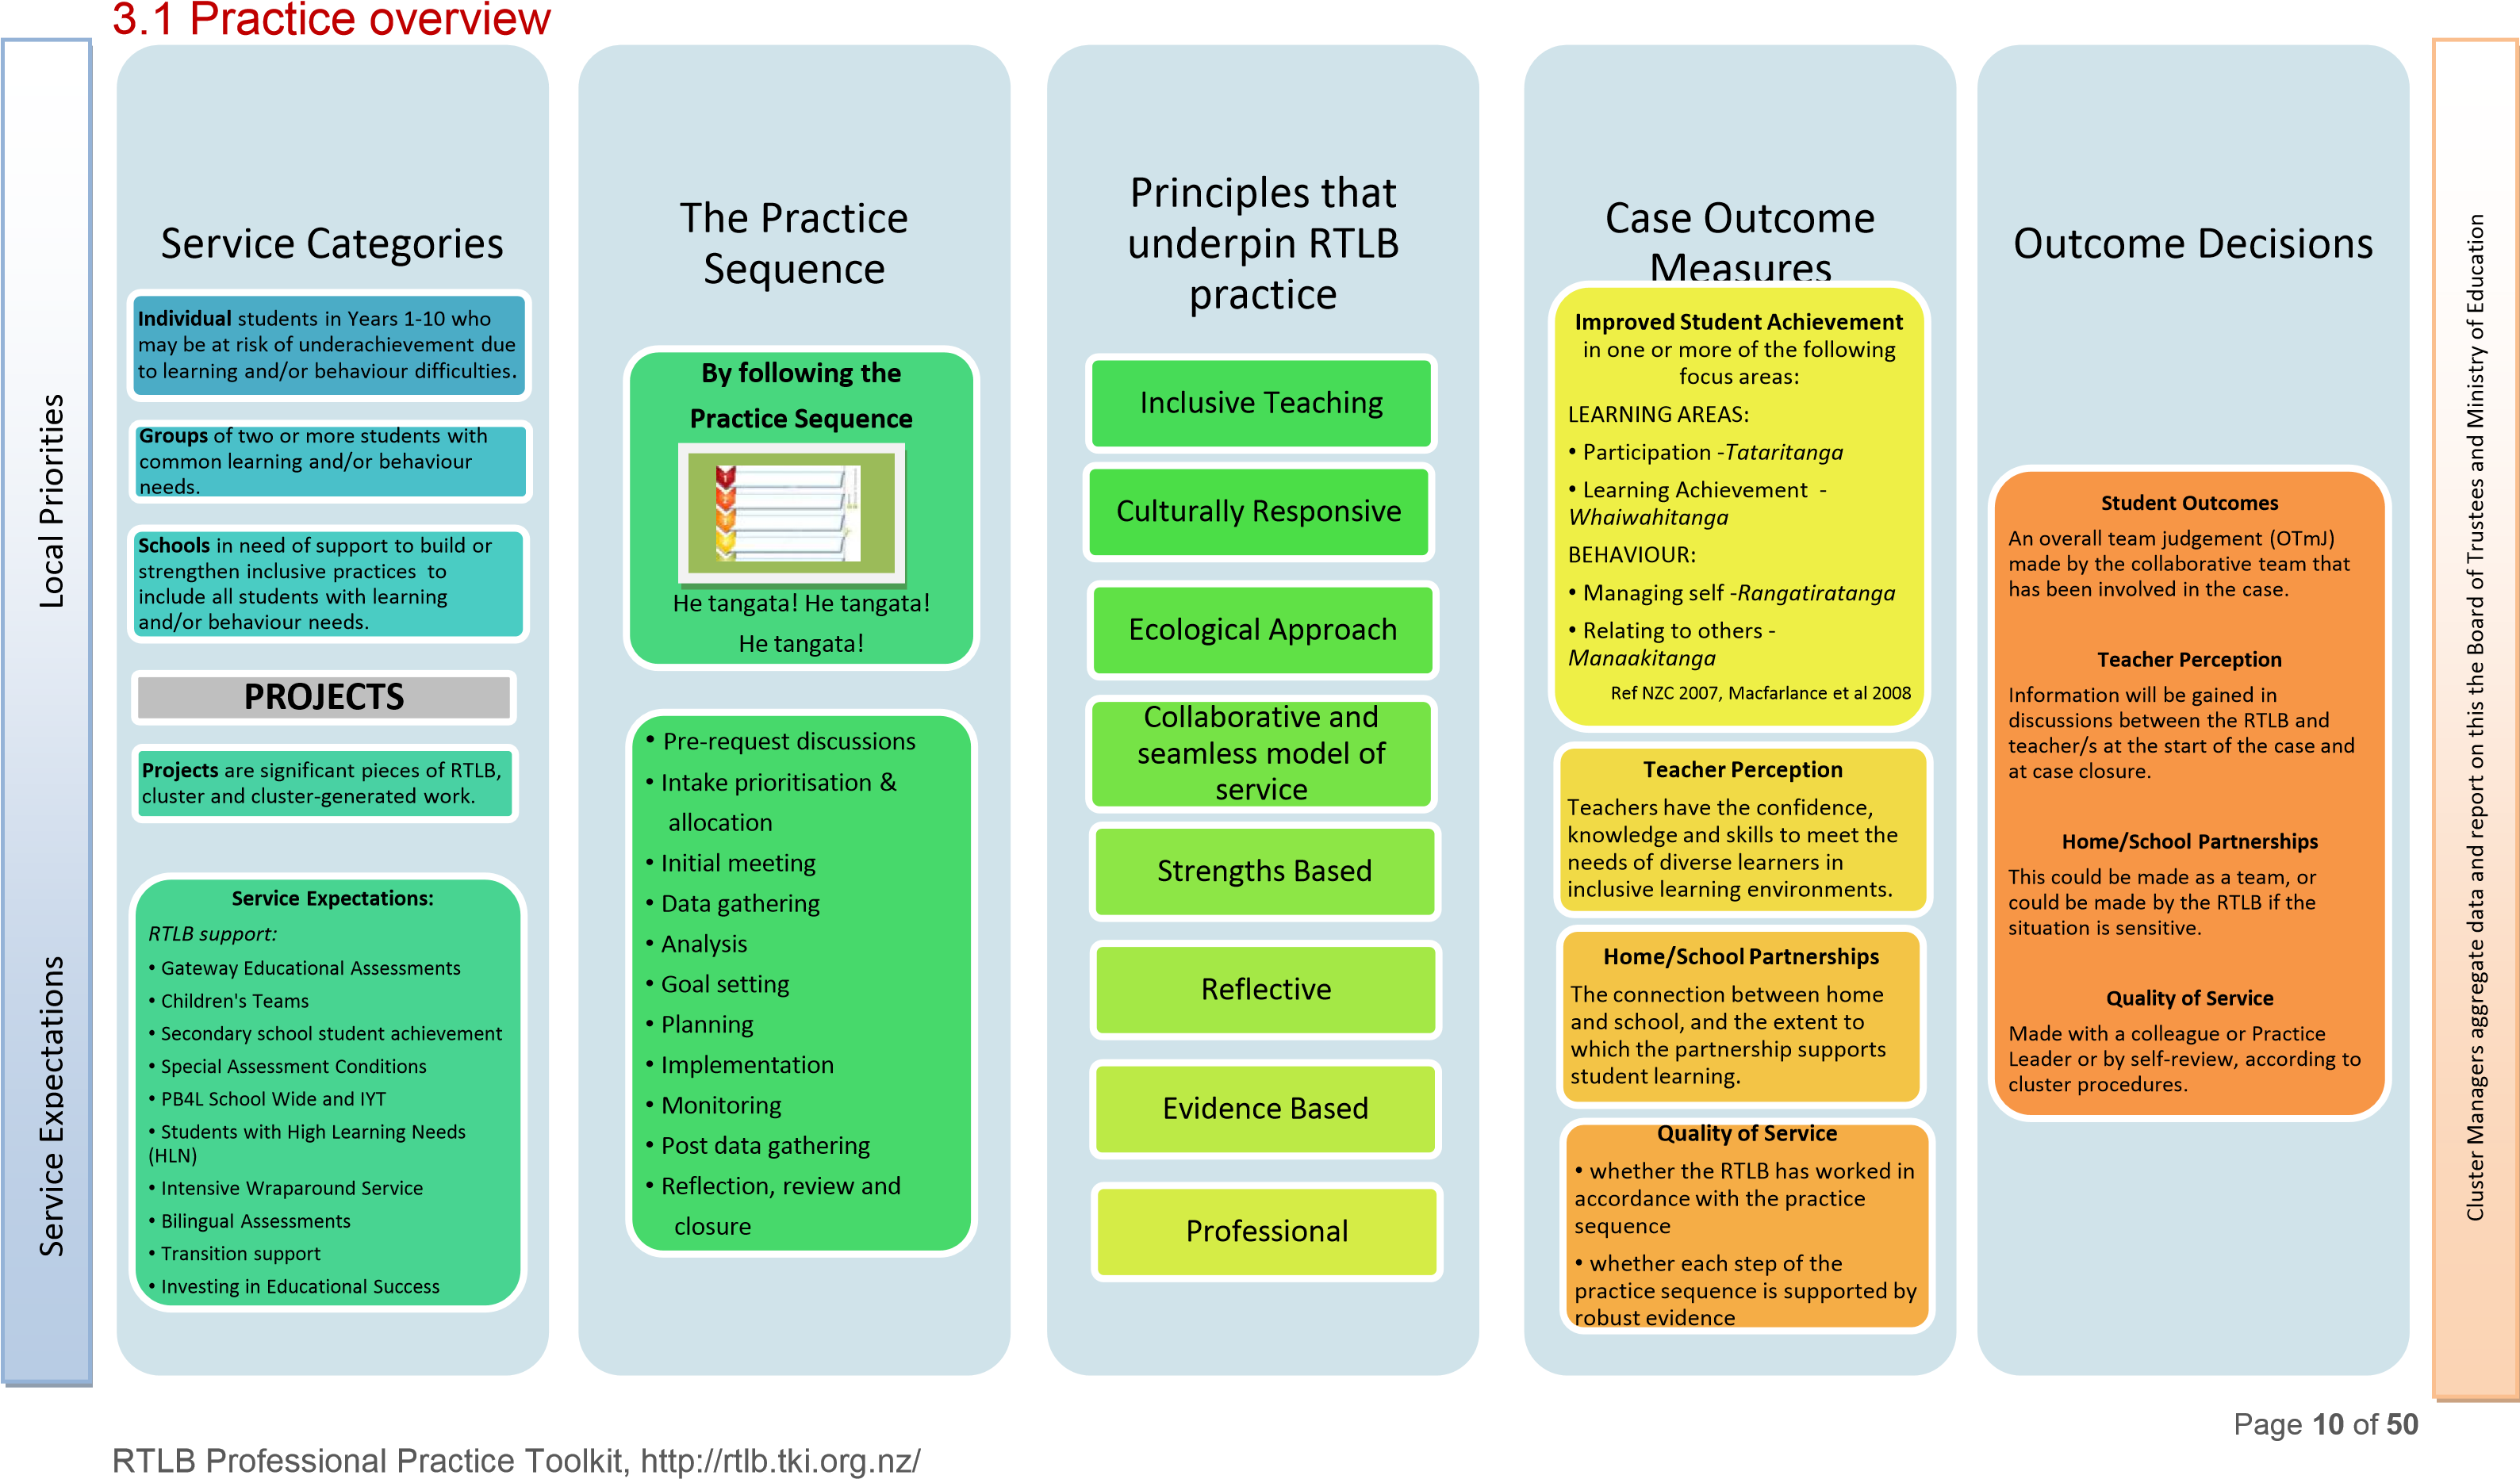 3.1 Practice overview
Local Priorities
Service Expectations
Service Categories
Individual students in Years 1-10 who
may be at risk of underachievement due
to learning and/or behaviour difficulties.
Groups of two or more students with
common learning and/or behaviour
needs.
Schools in need of support to build or
strengthen inclusive practices to
include all students with learning
and/or behaviour needs.
PROJECTS
Projects are significant pieces of RTLB,
cluster and cluster-generated work.
Service Expectations:
RTLB support:
• Gateway Educational Assessments
• Children's Teams
• Secondary school student achievement
• Special Assessment Conditions
• PB4L School Wide and IYT
• Students with High Learning Needs
(HLN)
• Intensive Wraparound Service
• Bilingual Assessments
• Transition support
• Investing in Educational Success
The Practice
Sequence
By following the
Practice Sequence
1
2
3
He tangata! He tangata!
He tangata!
• Pre-request discussions
• Intake prioritisation &
allocation
• Initial meeting
• Data gathering
• Analysis
• Goal setting
• Planning
• Implementation
• Monitoring
• Post data gathering
• Reflection, review and
closure
Principles that
underpin RTLB
practice
Inclusive Teaching
Culturally Responsive
Ecological Approach
Collaborative and
seamless model of
service
Strengths Based
Reflective
Evidence Based
Professional
Case Outcome
Measures
Improved Student Achievement
in one or more of the following
focus areas:
LEARNING AREAS:
• Participation -Tataritanga
• Learning Achievement -
Whaiwahitanga
BEHAVIOUR:
• Managing self -Rangatiratanga
• Relating to others -
Manaakitanga
Ref NZC 2007, Macfarlance et al 2008
Teacher Perception
Teachers have the confidence,
knowledge and skills to meet the
needs of diverse learners in
inclusive learning environments.
Home/School Partnerships
The connection between home
and school, and the extent to
which the partnership supports
student learning.
Quality of Service
• whether the RTLB has worked in
accordance with the practice
sequence
• whether each step of the
practice sequence is supported by
robust evidence
Outcome Decisions
Student Outcomes
An overall team judgement (OTmJ)
made by the collaborative team that
has been involved in the case.
Teacher Perception
Information will be gained in
discussions between the RTLB and
teacher/s at the start of the case and
at case closure.
Home/School Partnerships
This could be made as a team, or
could be made by the RTLB if the
situation is sensitive.
Quality of Service
Made with a colleague or Practice
Leader or by self-review, according to
cluster procedures.
Cluster Managers aggregate data and report on this the Board of Trustees and Ministry of Education
Page 10 of 50
RTLB Professional Practice Toolkit, http://rtlb.tki.org.nz/